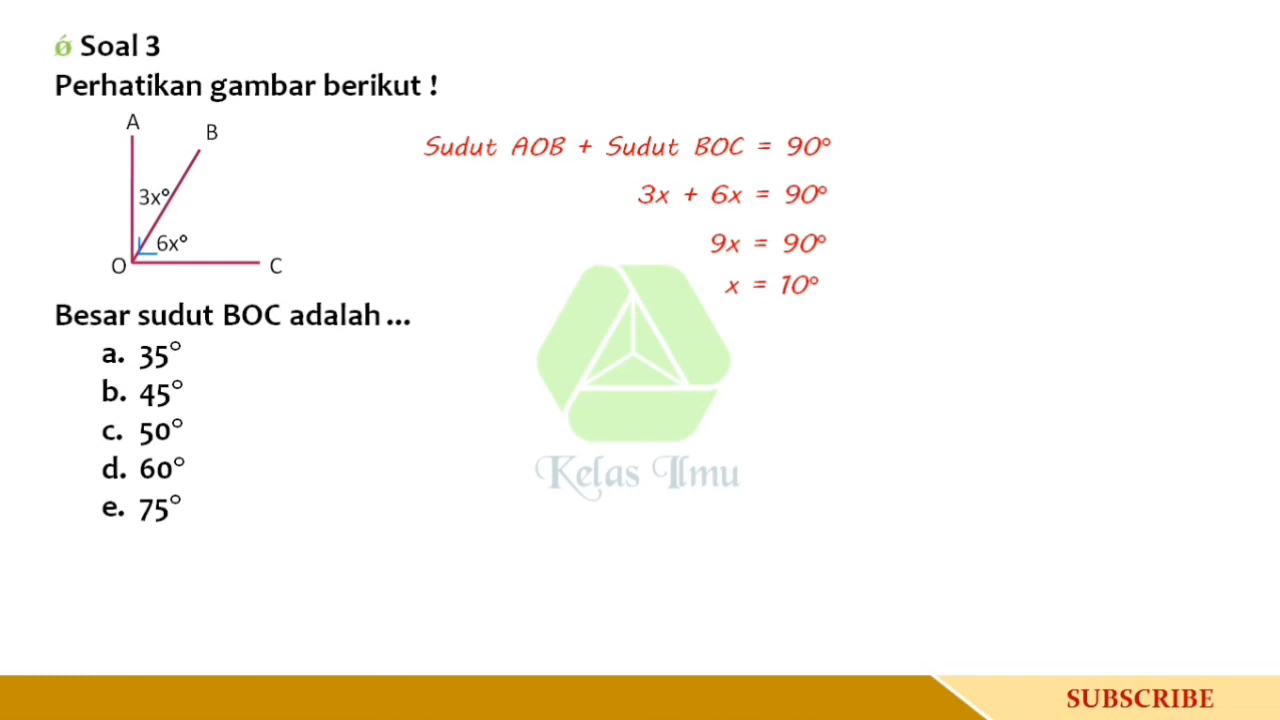 ǿ Soal 3
Perhatikan gambar berikut !
A
B
3x°
6x°
O
C
Sudut AOB + Sudut BOC = 90°
3x + 6x = 90°
9x = 90°
x = 10°
Besar sudut BOC adalah ...
a. 35°
b. 45°
c. 50°
d. 60°
e. 75°
Kelas Ilmu
SUBSCRIBE